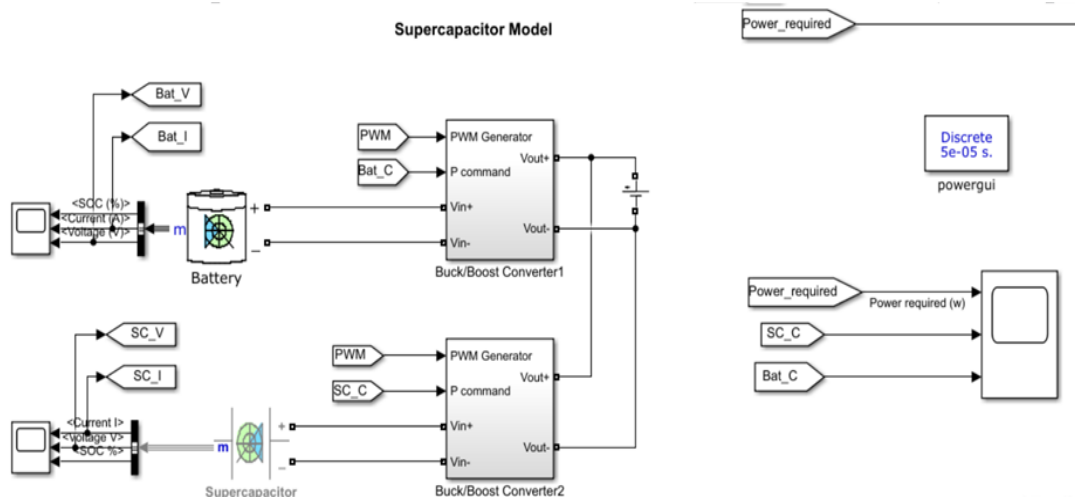 Supercapacitor Model
Power_required
Bat_V
Bat_I
<SOC (%)>
<Current (A)>
<Voltage (V)>
m
+
−
Battery
PWM
Bat_C
PWM Generator
P command
Vin+
Vin-
Vout+
Vout-
Buck/Boost Converter1
+
Discrete
5e-05 s.
powergui
SC_V
SC_I
<Current I>
<Voltage V>
<SOC %>
m
+
−
Supercapacitor
PWM
SC_C
PWM Generator
P command
Vin+
Vin-
Vout+
Vout-
Buck/Boost Converter2
Power_required
Power required (w)
SC_C
Bat_C